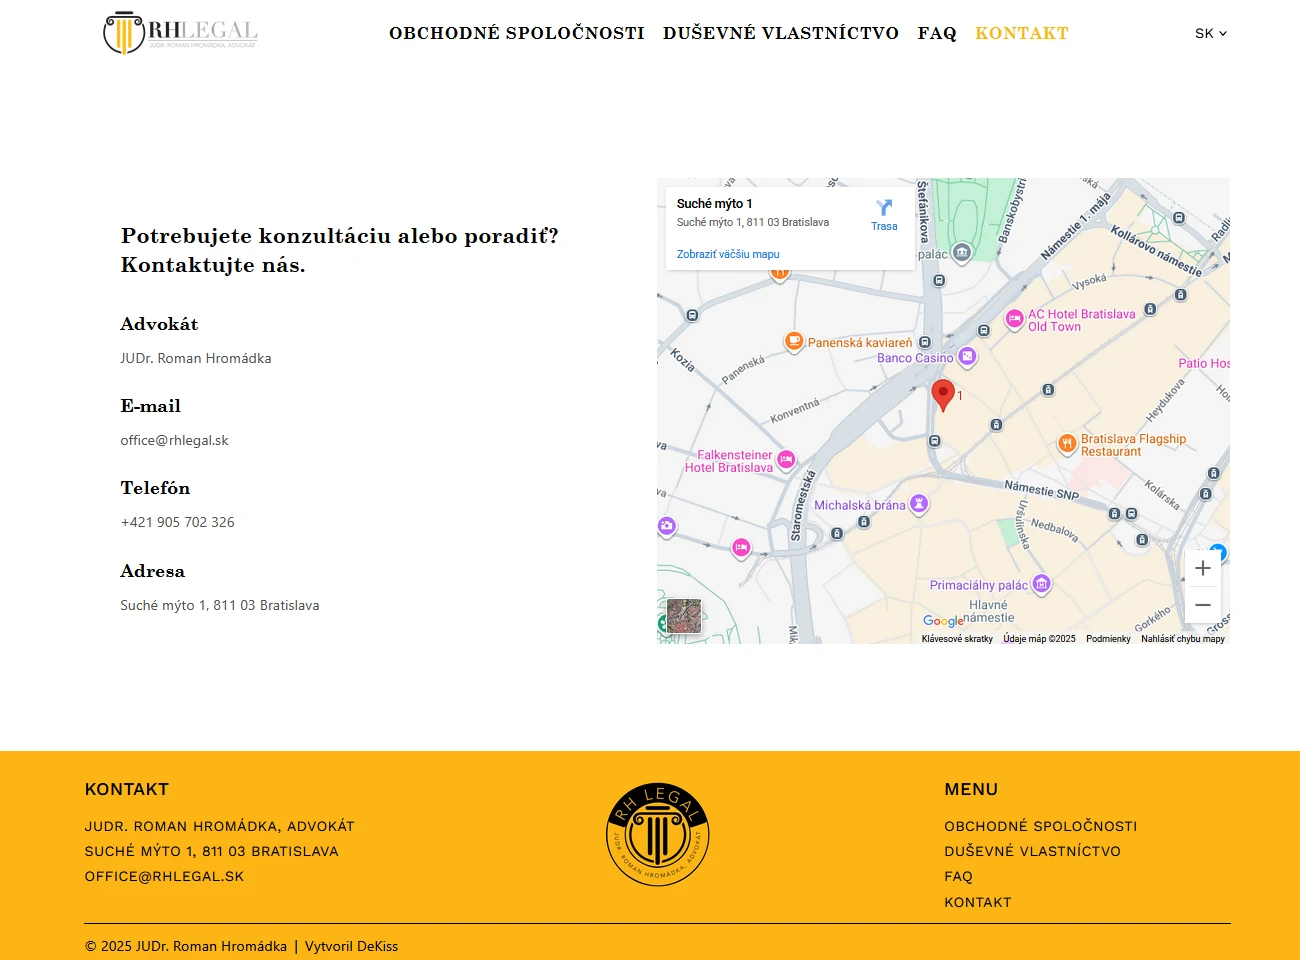 RHLEGAL
JUDR. ROMAN HROMÁDKA, ADVOKÁT
OBCHODNÉ SPOLOČNOSTI
DUŠEVNÉ VLASTNÍCTVO
FAQ
KONTAKT
SK
Potrebujete konzultáciu alebo poradiť?
Kontaktujte nás.
Advokát
JUDr. Roman Hromádka
E-mail
office@rhlegal.sk
Telefón
+421 905 702 326
Adresa
Suché mýto 1, 811 03 Bratislava
Suché mýto 1
Suché mýto 1, 811 03 Bratislava
Trasa
Zobraziť väčšiu mapu
Štefánikova
Banskobystri
palác
Námestie 1. mája
Kollárovo námestie
Radli
Vysoká
AC Hotel Bratislava
Old Town
Panenská kaviareň
Banco Casino
Kozia
Panenská
Konventná
Patio Hos
Heydukova
1
Bratislava Flagship
Restaurant
Falkensteiner
Hotel Bratislava
Staromestská
Námestie SNP
Michalská brána
Uršulínska
Nedbalova
Kolárska
Primaciálny palác
Hlavné
námestie
Gorkého
Gros
Google
Klávesové skratky
Údaje máp ©2025
Podmienky
Nahlásiť chybu mapy
KONTAKT
JUDR. ROMAN HROMÁDKA, ADVOKÁT
SUCHÉ MÝTO 1, 811 03 BRATISLAVA
OFFICE@RHLEGAL.SK
RH LEGAL
JUDR. ROMAN HROMÁDKA, ADVOKÁT
MENU
OBCHODNÉ SPOLOČNOSTI
DUŠEVNÉ VLASTNÍCTVO
FAQ
KONTAKT
© 2025 JUDr. Roman Hromádka | Vytvoril DeKiss